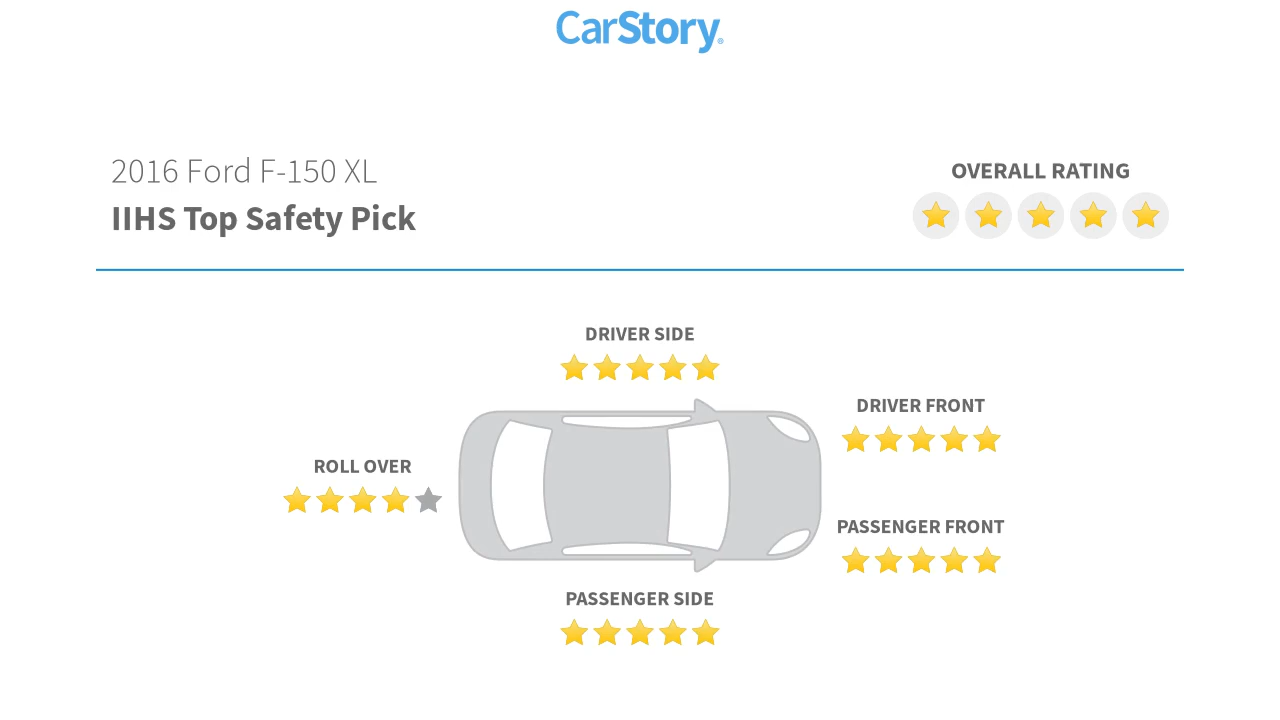 CarStory®
2016 Ford F-150 XL
IIHS Top Safety Pick
OVERALL RATING
DRIVER SIDE
DRIVER FRONT
ROLL OVER
PASSENGER FRONT
PASSENGER SIDE